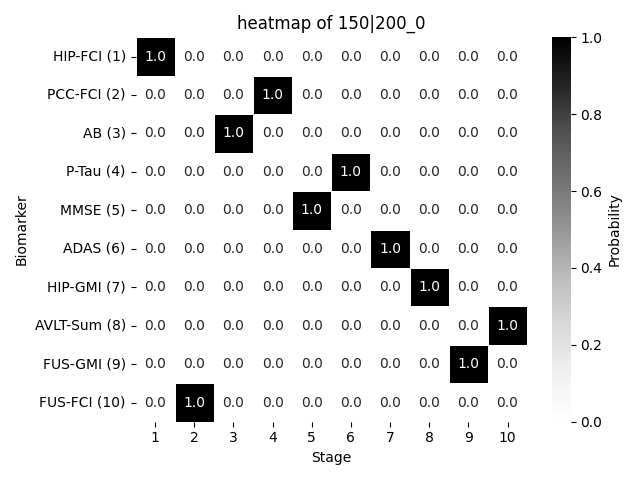 heatmap of 150|200_0
HIP-FCI (1) 1.0 0.0 0.0 0.0 0.0 0.0 0.0 0.0 0.0 0.0
PCC-FCI (2) 0.0 0.0 0.0 1.0 0.0 0.0 0.0 0.0 0.0 0.0
AB (3) 0.0 0.0 1.0 0.0 0.0 0.0 0.0 0.0 0.0 0.0
P-Tau (4) 0.0 0.0 0.0 0.0 0.0 1.0 0.0 0.0 0.0 0.0
MMSE (5) 0.0 0.0 0.0 0.0 1.0 0.0 0.0 0.0 0.0 0.0
ADAS (6) 0.0 0.0 0.0 0.0 0.0 0.0 1.0 0.0 0.0 0.0
HIP-GMI (7) 0.0 0.0 0.0 0.0 0.0 0.0 0.0 1.0 0.0 0.0
AVLT-Sum (8) 0.0 0.0 0.0 0.0 0.0 0.0 0.0 0.0 0.0 1.0
FUS-GMI (9) 0.0 0.0 0.0 0.0 0.0 0.0 0.0 0.0 1.0 0.0
FUS-FCI (10) 0.0 1.0 0.0 0.0 0.0 0.0 0.0 0.0 0.0 0.0
1 2 3 4 5 6 7 8 9 10
Stage
Biomarker
1.0
0.8
0.6
0.4
0.2
0.0
Probability